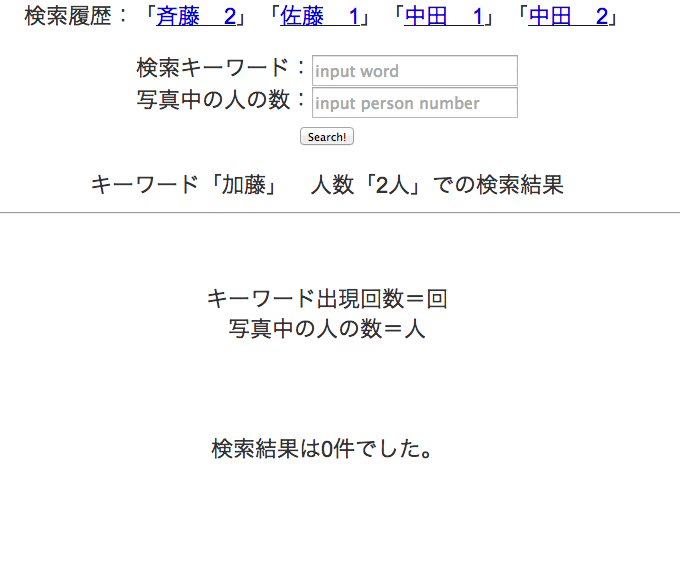 検索履歴：「斉藤　2」「佐藤　1」「中田　1」「中田　2」
検索キーワード：input word
写真中の人の数：input person number
Search!
キーワード「加藤」　人数「2人」での検索結果
キーワード出現回数＝回
写真中の人の数＝人
検索結果は0件でした。